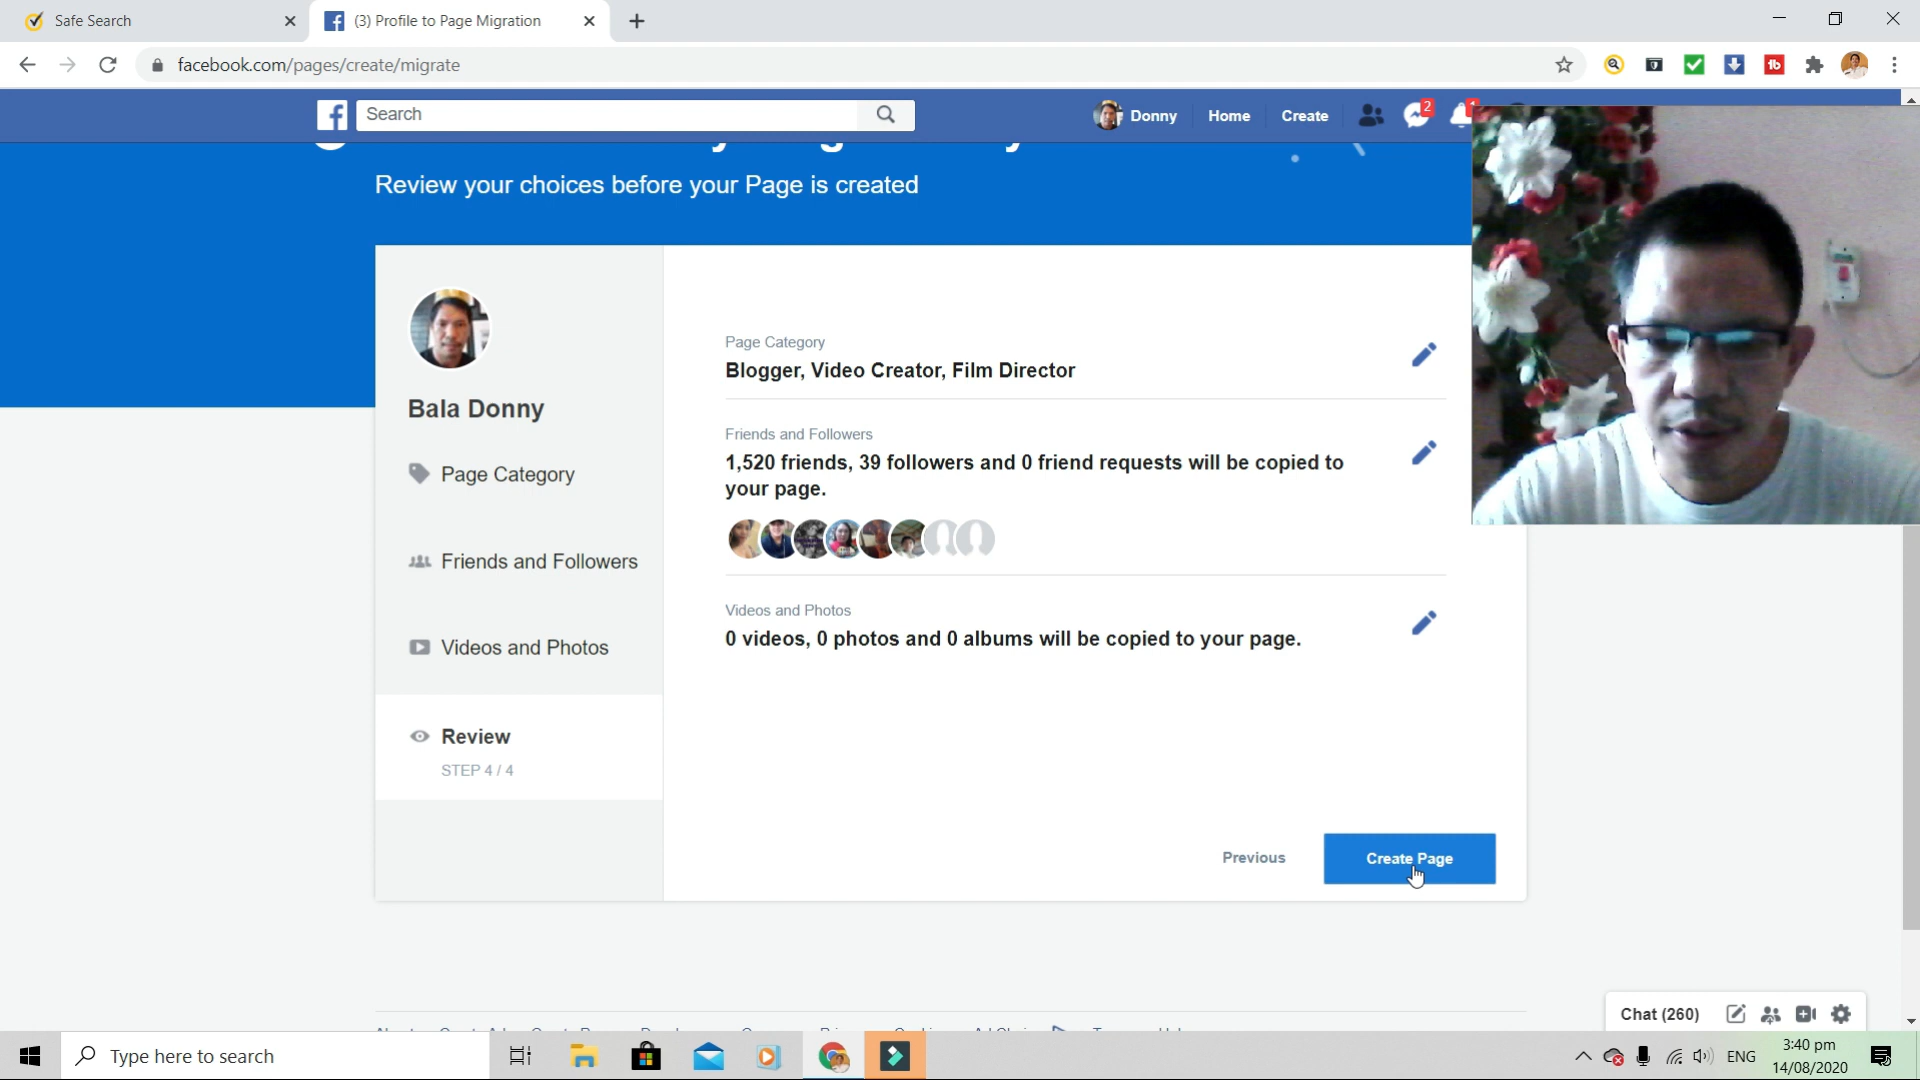 Safe Search
(3) Profile to Page Migration
facebook.com/pages/create/migrate
Search
Donny
Home
Create
2
Review your choices before your Page is created
Bala Donny
Page Category
Friends and Followers
Videos and Photos
Review
STEP 4 / 4
Page Category
Blogger, Video Creator, Film Director
Friends and Followers
1,520 friends, 39 followers and 0 friend requests will be copied to
your page.
Videos and Photos
0 videos, 0 photos and 0 albums will be copied to your page.
Previous
Create Page
Chat (260)
Type here to search
ENG
3:40 pm
14/08/2020